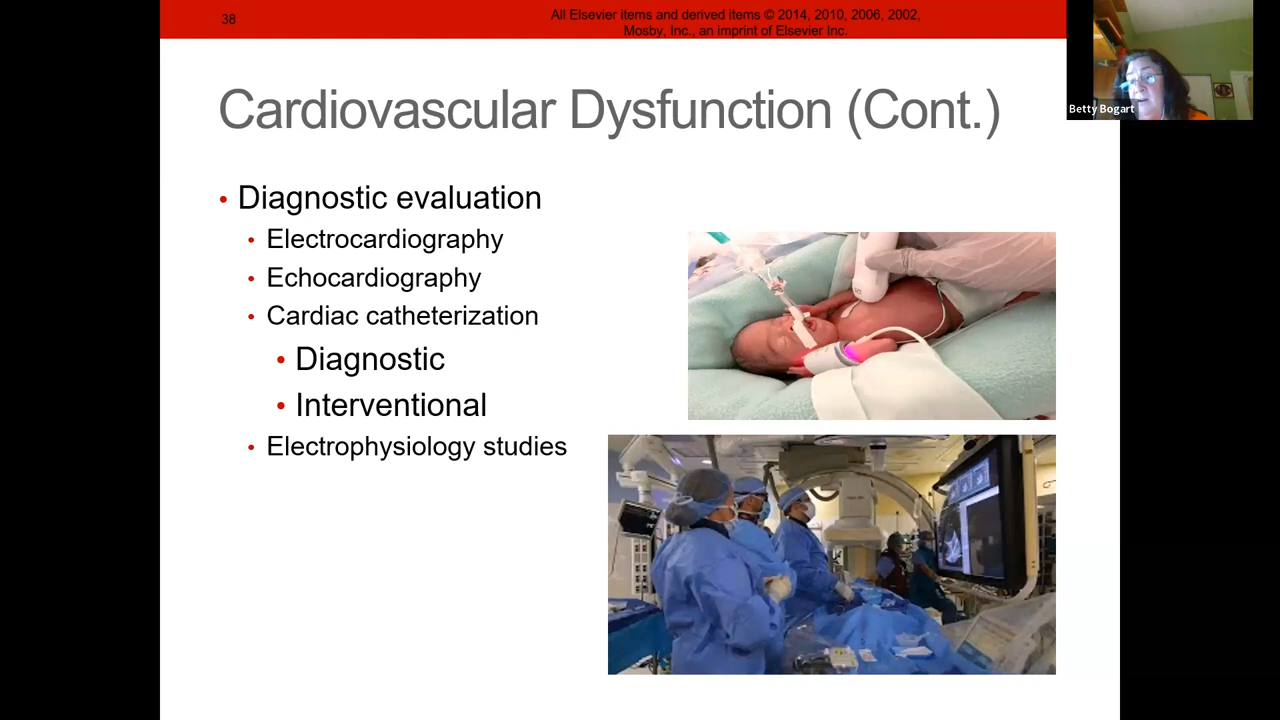 38
All Elsevier items and derived items © 2014, 2010, 2006, 2002,
Mosby, Inc., an imprint of Elsevier Inc.
Betty Bogart
Cardiovascular Dysfunction (Cont.)
• Diagnostic evaluation
• Electrocardiography
• Echocardiography
• Cardiac catheterization
• Diagnostic
• Interventional
• Electrophysiology studies